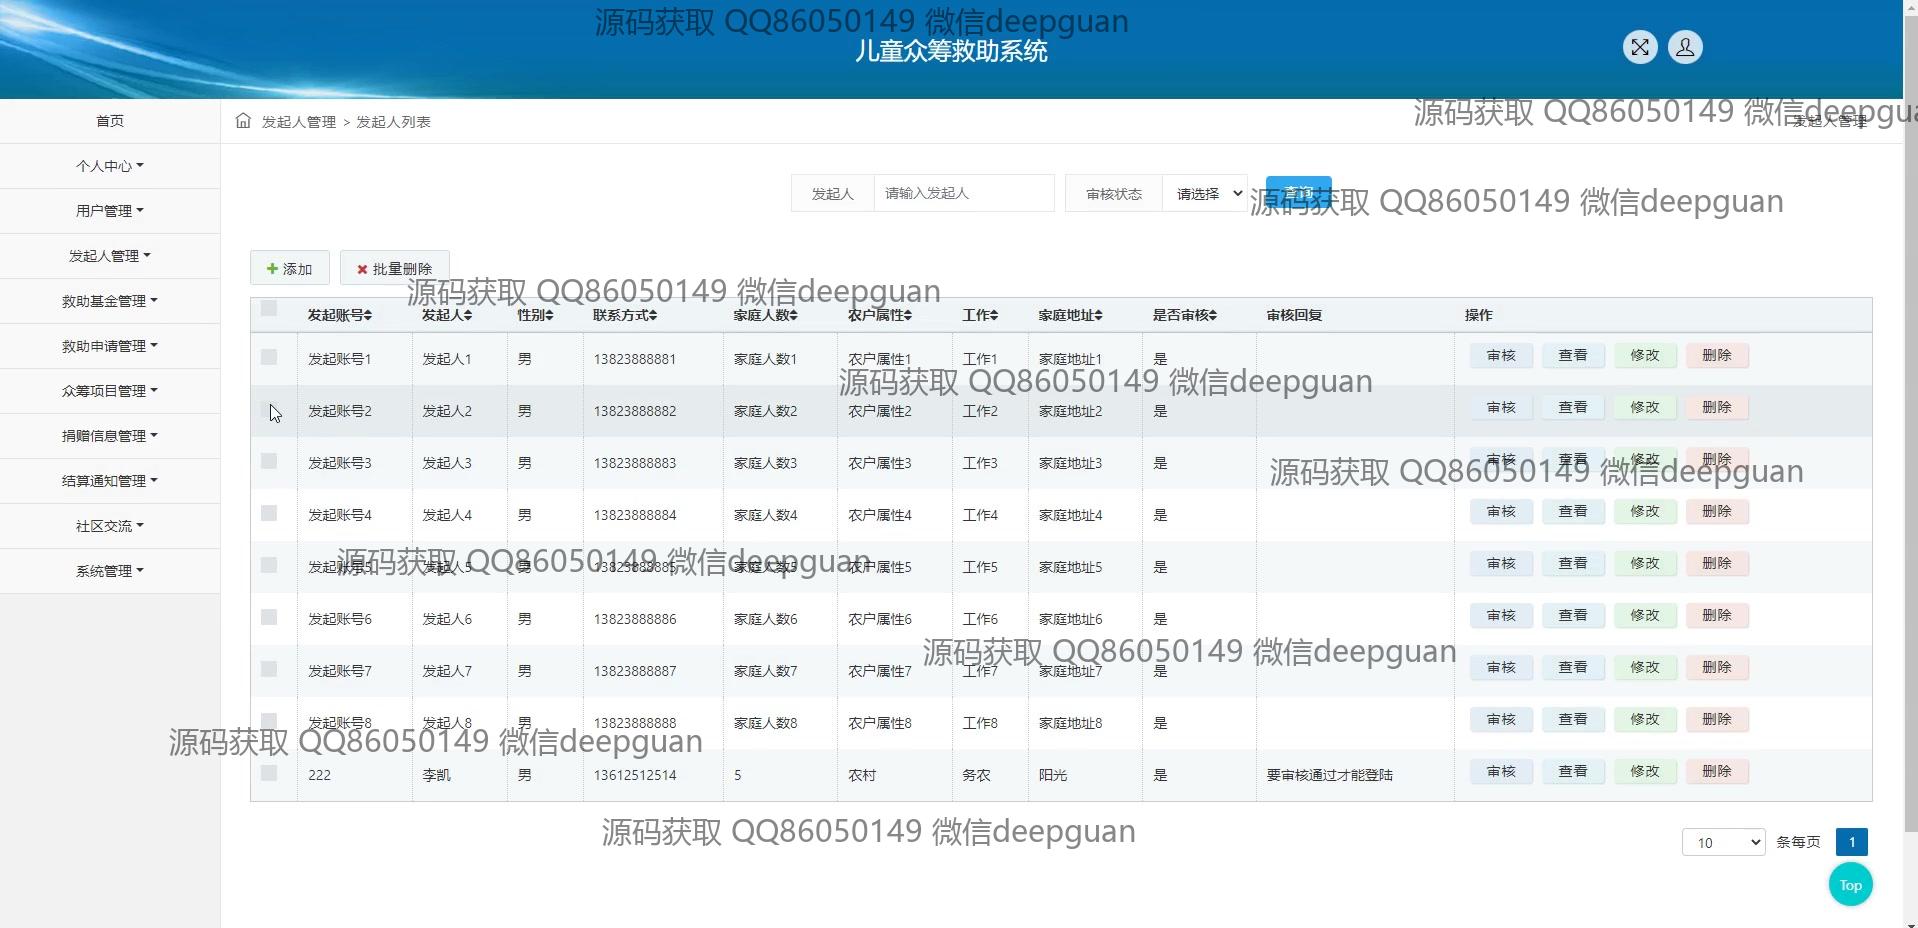 源码获取 QQ86050149 微信deepguan
儿童众筹救助系统
源码获取 QQ86050149 微信deepgua
首页
发起人管理 > 发起人列表
发起人管理
个人中心
用户管理
发起人管理
救助基金管理
救助申请管理
众筹项目管理
捐赠信息管理
结算通知管理
社区交流
系统管理
发起人 请输入发起人 审核状态 请选择 查询
源码获取 QQ86050149 微信deepguan
添加 批量删除
源码获取 QQ86050149 微信deepguan
发起账号 发起人 性别 联系方式 家庭人数 农户属性 工作 家庭地址 是否审核 审核回复 操作
发起账号1 发起人1 男 13823888881 家庭人数1 农户属性1 工作1 家庭地址1 是 审核 查看 修改 删除
源码获取 QQ86050149 微信deepguan
发起账号2 发起人2 男 13823888882 家庭人数2 农户属性2 工作2 家庭地址2 是 审核 查看 修改 删除
发起账号3 发起人3 男 13823888883 家庭人数3 农户属性3 工作3 家庭地址3 是 审核 查看 修改 删除
源码获取 QQ86050149 微信deepguan
发起账号4 发起人4 男 13823888884 家庭人数4 农户属性4 工作4 家庭地址4 是 审核 查看 修改 删除
源码获取 QQ86050149 微信deepguan
发起账号5 发起人5 男 13823888885 家庭人数5 农户属性5 工作5 家庭地址5 是 审核 查看 修改 删除
发起账号6 发起人6 男 13823888886 家庭人数6 农户属性6 工作6 家庭地址6 是 审核 查看 修改 删除
源码获取 QQ86050149 微信deepguan
发起账号7 发起人7 男 13823888887 家庭人数7 农户属性7 工作7 家庭地址7 是 审核 查看 修改 删除
发起账号8 发起人8 男 13823888888 家庭人数8 农户属性8 工作8 家庭地址8 是 审核 查看 修改 删除
源码获取 QQ86050149 微信deepguan
222 李凯 男 13612512514 5 农村 务农 阳光 是 要审核通过才能登陆 审核 查看 修改 删除
源码获取 QQ86050149 微信deepguan
10 条每页 1
Top